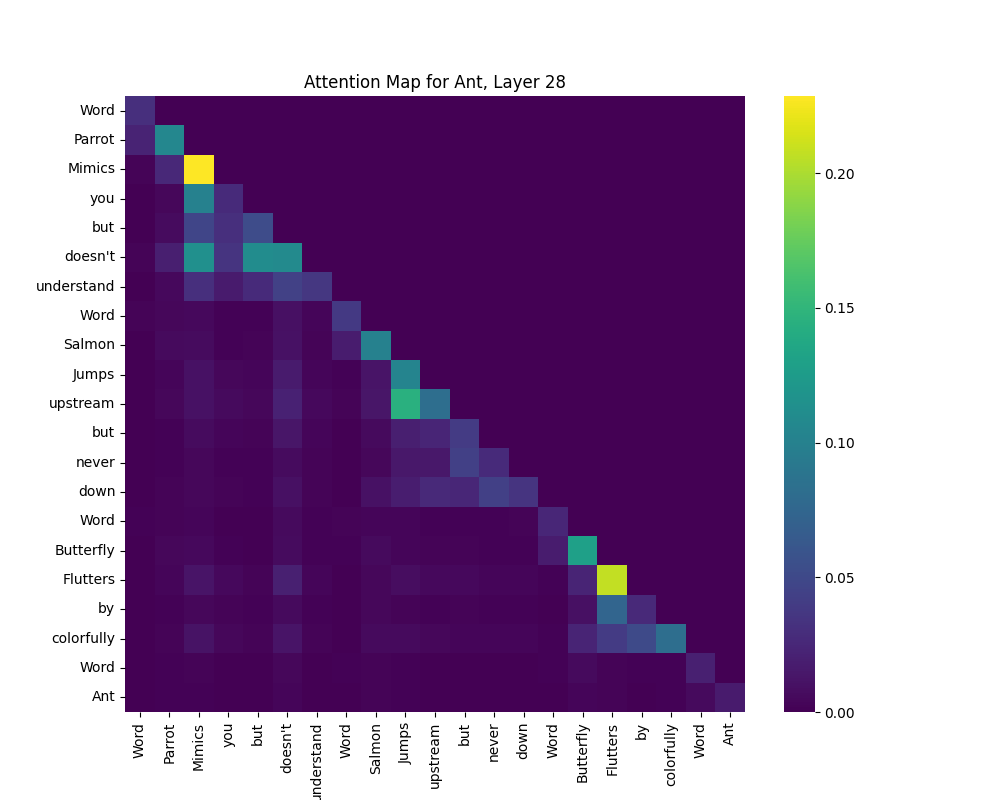 Attention Map for Ant, Layer 28
Word
Parrot
Mimics
you
but
doesn't
understand
Word
Salmon
Jumps
upstream
but
never
down
Word
Butterfly
Flutters
by
colorfully
Word
Ant
Word
Parrot
Mimics
you
but
doesn't
understand
Word
Salmon
Jumps
upstream
but
never
down
Word
Butterfly
Flutters
by
colorfully
Word
Ant
0.20
0.15
0.10
0.05
0.00